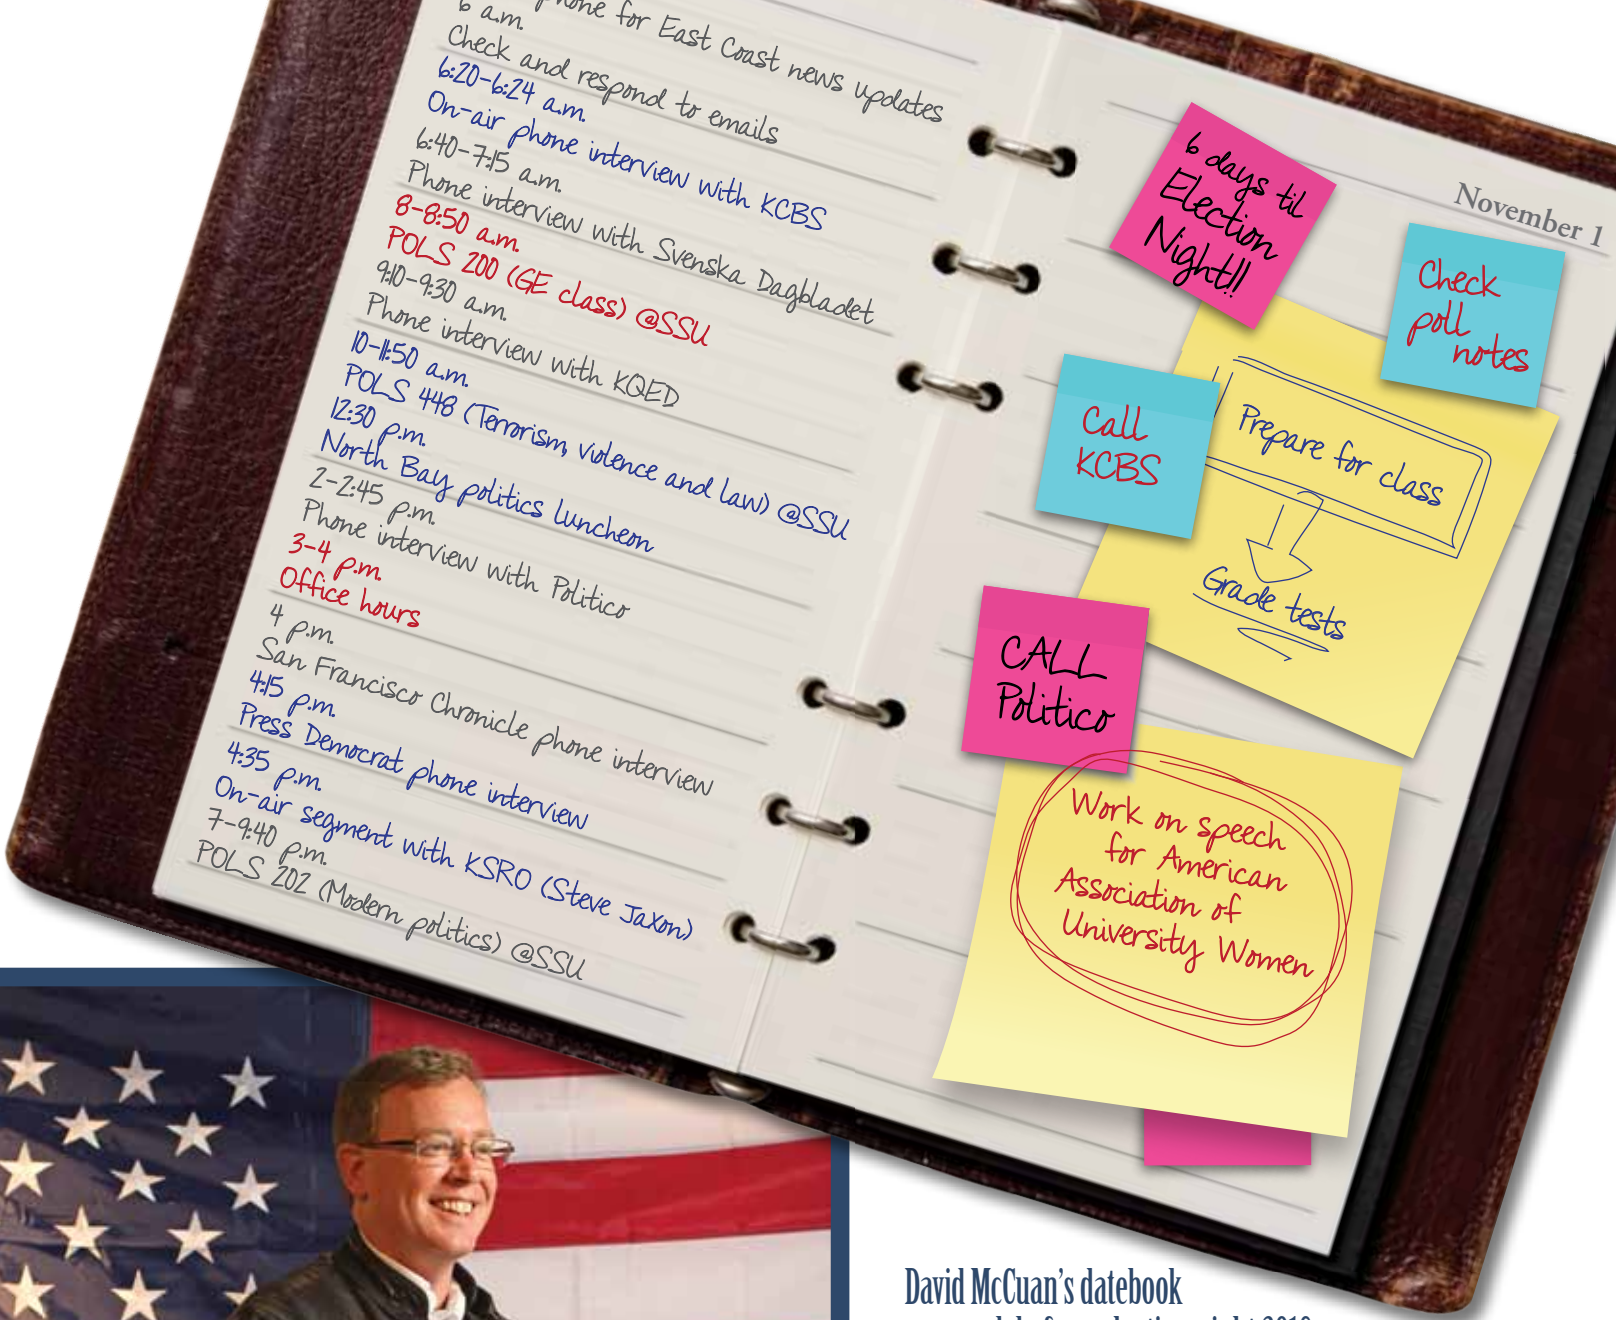 phone for East Coast news updates
6 a.m.
Check and respond to emails
6:20-6:24 a.m.
On-air phone interview with KCBS
6:40-7:15 a.m.
Phone interview with Svenska Dagbladet
8-8:50 a.m.
POLS 200 (GE class) @SSU
9:10-9:30 a.m.
Phone interview with KQED
10-11:50 a.m.
POLS 448 (Terrorism, violence and law) @SSU
12:30 p.m.
North Bay politics luncheon
2-2:45 p.m.
Phone interview with Politico
3-4 p.m.
Office hours
4 p.m.
San Francisco Chronicle phone interview
4:15 p.m.
Press Democrat phone interview
4:35 p.m.
On-air segment with KSRO (Steve Jaxon)
7-9:40 p.m.
POLS 202 (Modern politics) @SSU
November 1
6 days til
Election
Night!!
Check
poll
notes
Call
KCBS
Prepare for class
Grade tests
CALL
Politico
Work on speech
for American
Association of
University Women
David McCuan's datebook